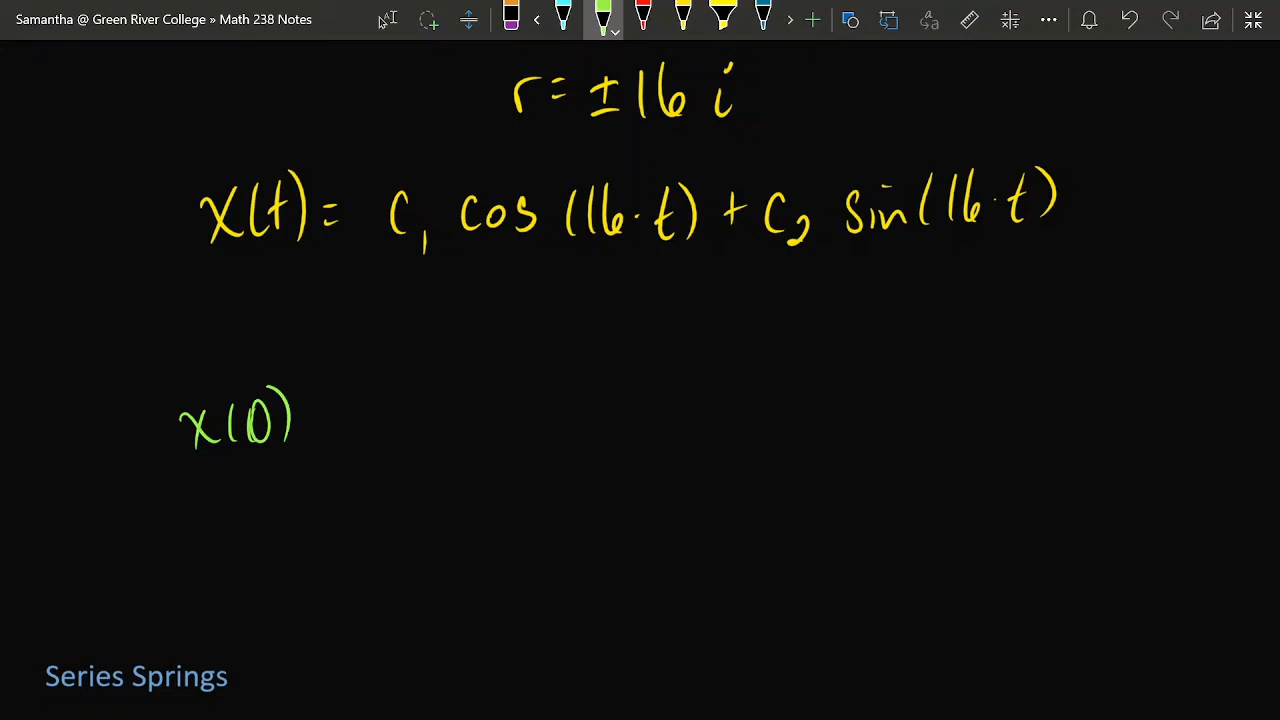 Samantha @ Green River College » Math 238 Notes
r = ± 16 i
x(t) = c₁ cos(16·t) + c₂ sin(16·t)
x(0)
Series Springs